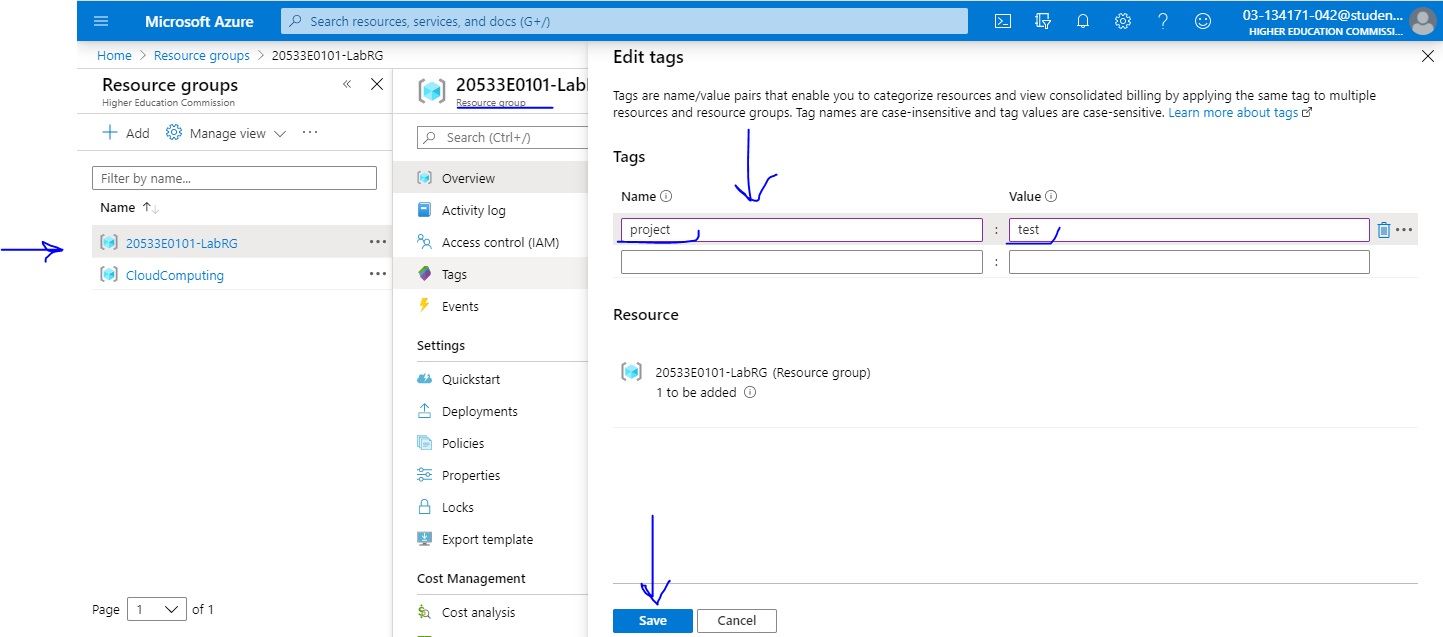 Microsoft Azure
Search resources, services, and docs (G+/)
03-134171-042@studen...
HIGHER EDUCATION COMMISSI...
Home > Resource groups > 20533E0101-LabRG
Resource groups
Higher Education Commission
+ Add Manage view ...
Filter by name...
Name ↑↓
20533E0101-LabRG ...
CloudComputing ...
Page 1 of 1
20533E0101-Lab
Resource group
Search (Ctrl+/)
Overview
Activity log
Access control (IAM)
Tags
Events
Settings
Quickstart
Deployments
Policies
Properties
Locks
Export template
Cost Management
Cost analysis
Edit tags
Tags are name/value pairs that enable you to categorize resources and view consolidated billing by applying the same tag to multiple
resources and resource groups. Tag names are case-insensitive and tag values are case-sensitive. Learn more about tags
Tags
Name Value
project : test
:
Resource
20533E0101-LabRG (Resource group)
1 to be added
Save Cancel